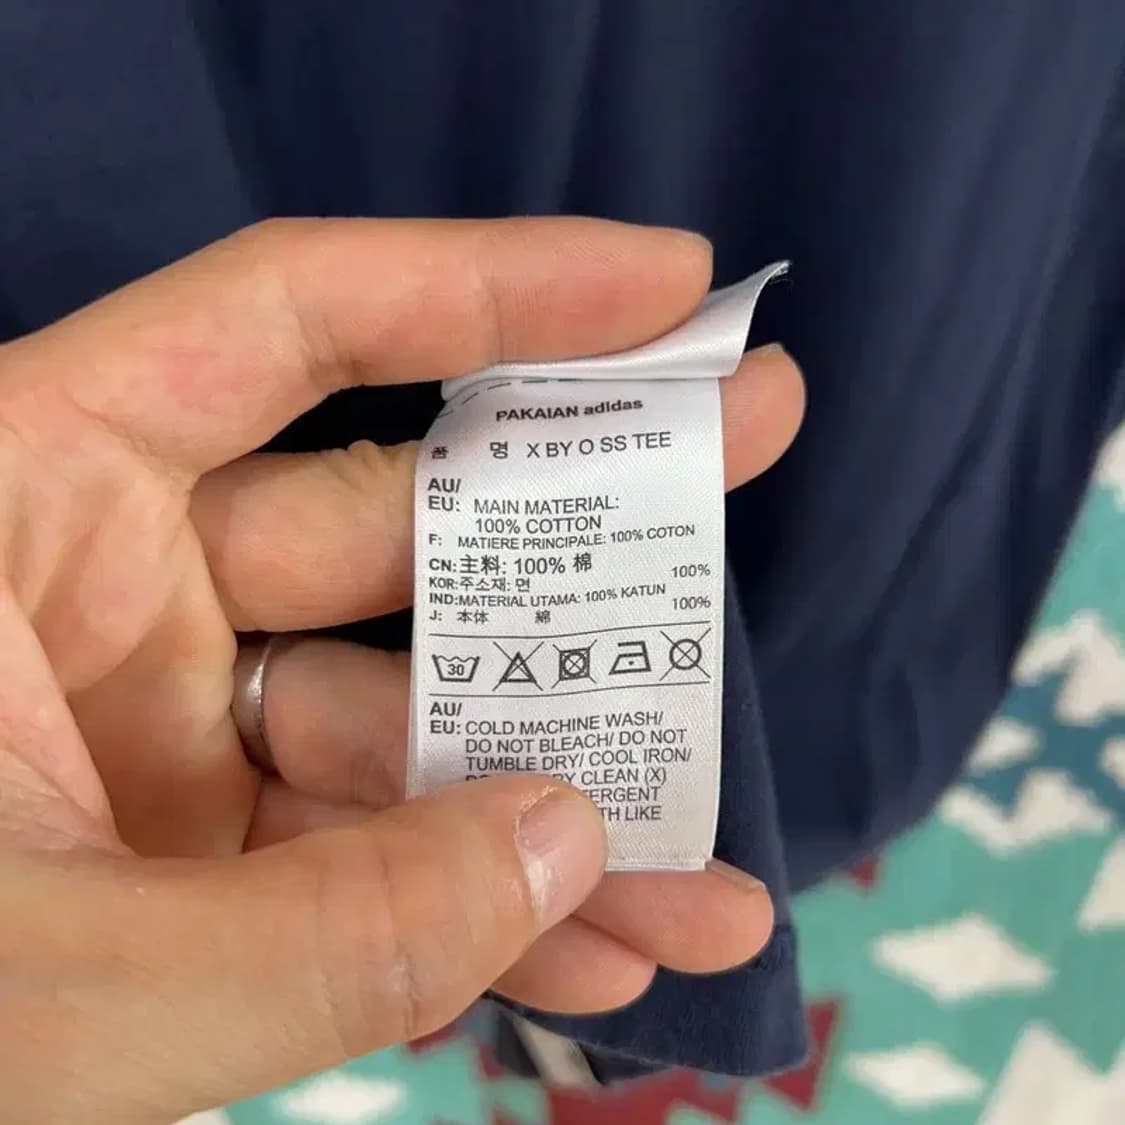 PAKAIAN adidas
품 명 X BY O SS TEE
AU/
EU: MAIN MATERIAL:
100% COTTON
F: MATIERE PRINCIPALE: 100% COTON
CN:主料: 100% 棉
KOR:주소재: 면 100%
IND:MATERIAL UTAMA: 100% KATUN
J: 本体 綿 100%
30
AU/
EU: COLD MACHINE WASH/
DO NOT BLEACH/ DO NOT
TUMBLE DRY/ COOL IRON/
CLEAN (X)
LIKE